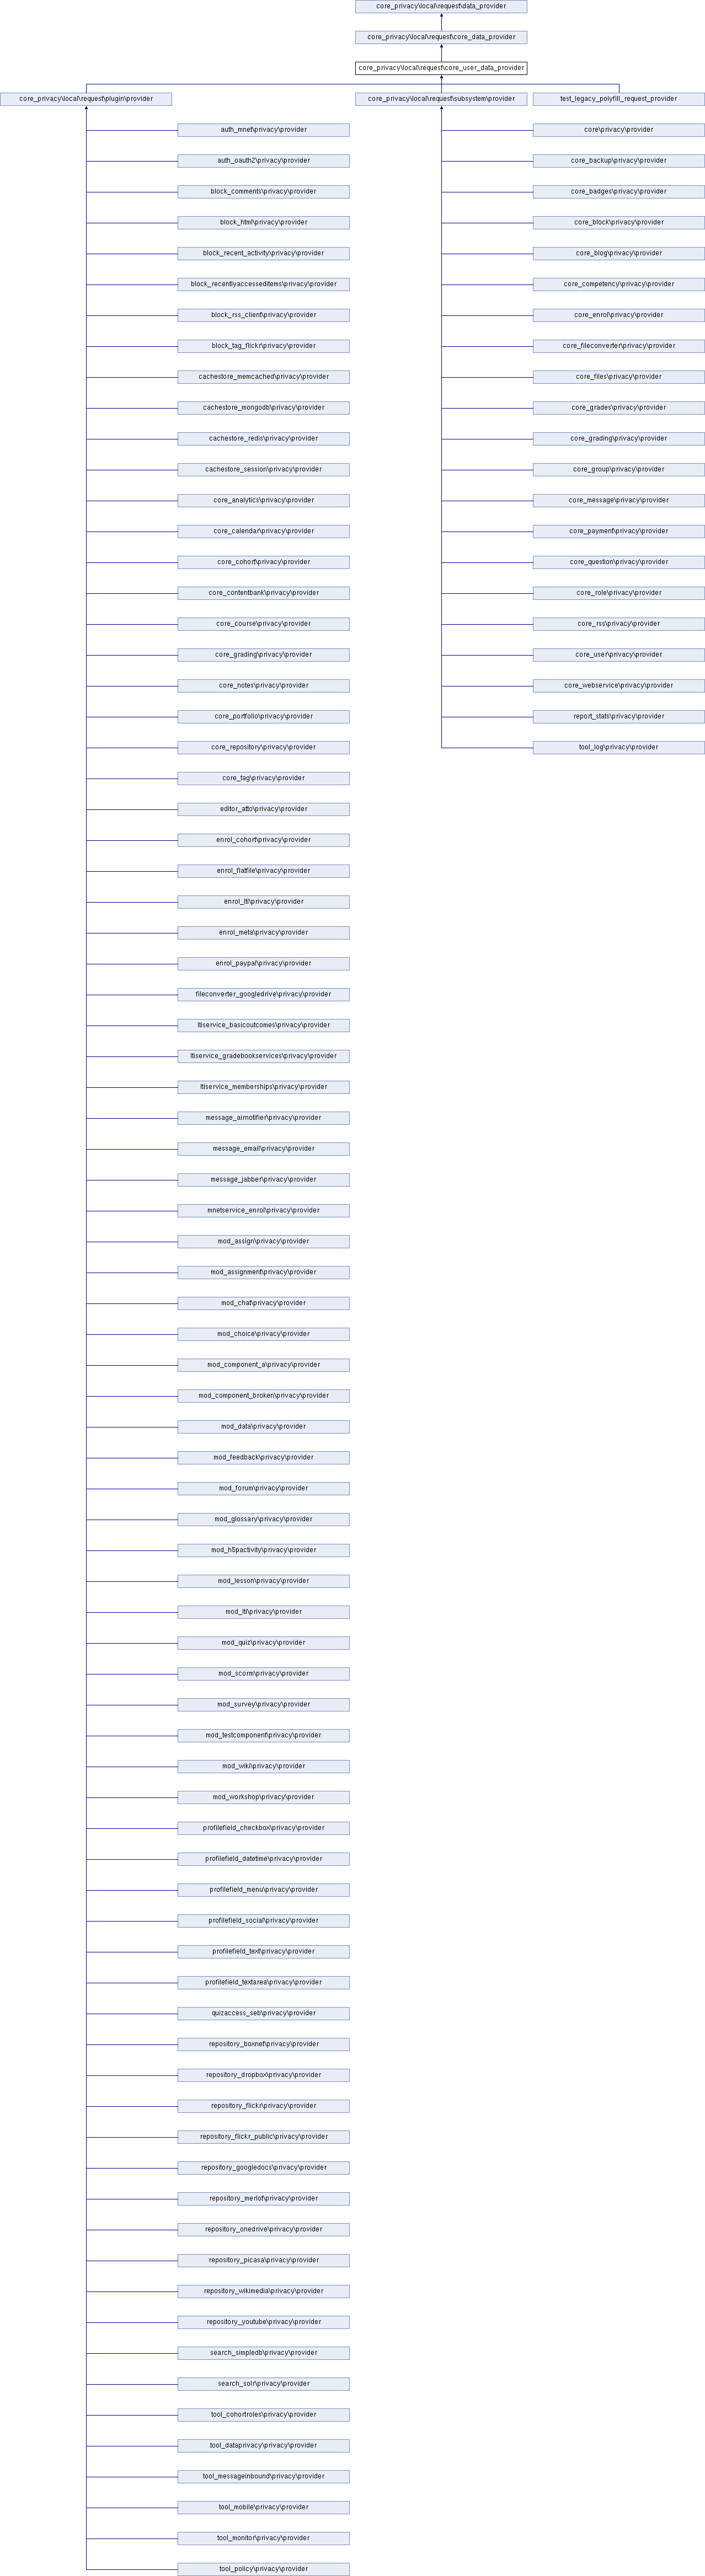 core_privacy\local\request\data_provider
core_privacy\local\request\core_data_provider
core_privacy\local\request\core_user_data_provider
core_privacy\local\request\plugin\provider
core_privacy\local\request\subsystem\provider
test_legacy_polyfill_request_provider
auth_mnet\privacy\provider
auth_oauth2\privacy\provider
block_comments\privacy\provider
block_html\privacy\provider
block_recent_activity\privacy\provider
block_recentlyaccesseditems\privacy\provider
block_rss_client\privacy\provider
block_tag_flickr\privacy\provider
cachestore_memcached\privacy\provider
cachestore_mongodb\privacy\provider
cachestore_redis\privacy\provider
cachestore_session\privacy\provider
core_analytics\privacy\provider
core_calendar\privacy\provider
core_cohort\privacy\provider
core_contentbank\privacy\provider
core_course\privacy\provider
core_grading\privacy\provider
core_notes\privacy\provider
core_portfolio\privacy\provider
core_repository\privacy\provider
core_tag\privacy\provider
editor_atto\privacy\provider
enrol_cohort\privacy\provider
enrol_flatfile\privacy\provider
enrol_lti\privacy\provider
enrol_meta\privacy\provider
enrol_paypal\privacy\provider
fileconverter_googledrive\privacy\provider
ltiservice_basicoutcomes\privacy\provider
ltiservice_gradebookservices\privacy\provider
ltiservice_memberships\privacy\provider
message_airnotifier\privacy\provider
message_email\privacy\provider
message_jabber\privacy\provider
mnetservice_enrol\privacy\provider
mod_assign\privacy\provider
mod_assignment\privacy\provider
mod_chat\privacy\provider
mod_choice\privacy\provider
mod_component_a\privacy\provider
mod_component_broken\privacy\provider
mod_data\privacy\provider
mod_feedback\privacy\provider
mod_forum\privacy\provider
mod_glossary\privacy\provider
mod_h5pactivity\privacy\provider
mod_lesson\privacy\provider
mod_lti\privacy\provider
mod_quiz\privacy\provider
mod_scorm\privacy\provider
mod_survey\privacy\provider
mod_testcomponent\privacy\provider
mod_wiki\privacy\provider
mod_workshop\privacy\provider
profilefield_checkbox\privacy\provider
profilefield_datetime\privacy\provider
profilefield_menu\privacy\provider
profilefield_social\privacy\provider
profilefield_text\privacy\provider
profilefield_textarea\privacy\provider
quizaccess_seb\privacy\provider
repository_boxnet\privacy\provider
repository_dropbox\privacy\provider
repository_flickr\privacy\provider
repository_flickr_public\privacy\provider
repository_googledocs\privacy\provider
repository_merlot\privacy\provider
repository_onedrive\privacy\provider
repository_picasa\privacy\provider
repository_wikimedia\privacy\provider
repository_youtube\privacy\provider
search_simpledb\privacy\provider
search_solr\privacy\provider
tool_cohortroles\privacy\provider
tool_dataprivacy\privacy\provider
tool_messageinbound\privacy\provider
tool_mobile\privacy\provider
tool_monitor\privacy\provider
tool_policy\privacy\provider
core\privacy\provider
core_backup\privacy\provider
core_badges\privacy\provider
core_block\privacy\provider
core_blog\privacy\provider
core_competency\privacy\provider
core_enrol\privacy\provider
core_fileconverter\privacy\provider
core_files\privacy\provider
core_grades\privacy\provider
core_grading\privacy\provider
core_group\privacy\provider
core_message\privacy\provider
core_payment\privacy\provider
core_question\privacy\provider
core_role\privacy\provider
core_rss\privacy\provider
core_user\privacy\provider
core_webservice\privacy\provider
report_stats\privacy\provider
tool_log\privacy\provider